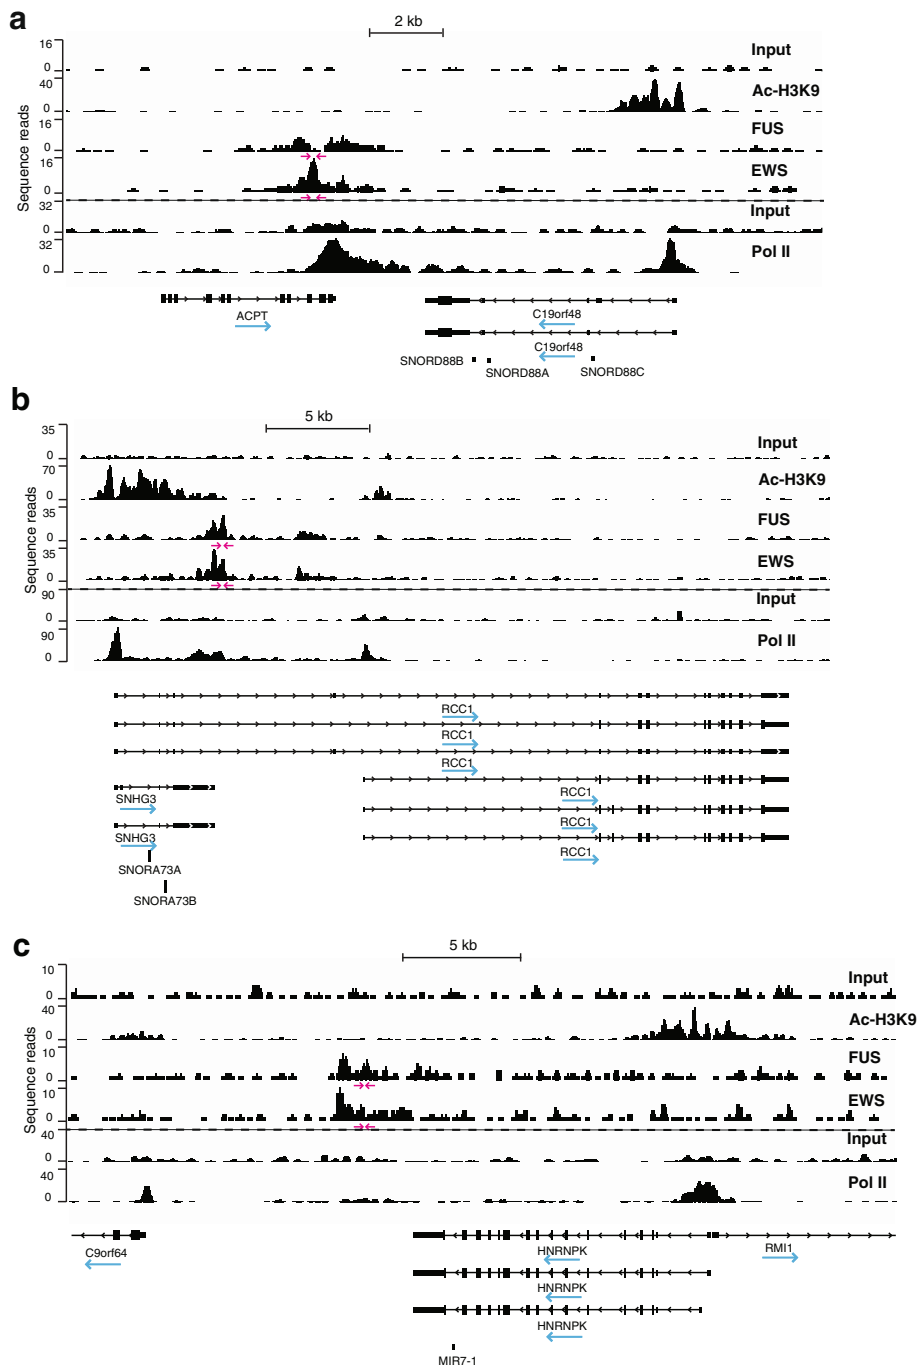 a
2 kb
Sequence reads
16
0
Input
40
0
Ac-H3K9
16
0
FUS
16
0
EWS
32
0
Input
32
0
Pol II
ACPT
C19orf48
C19orf48
SNORD88B
SNORD88A
SNORD88C
b
5 kb
Sequence reads
35
0
Input
70
0
Ac-H3K9
35
0
FUS
35
0
EWS
90
0
Input
90
0
Pol II
RCC1
RCC1
RCC1
SNHG3
RCC1
RCC1
SNHG3
RCC1
SNORA73A
SNORA73B
c
5 kb
Sequence reads
10
0
Input
40
0
Ac-H3K9
10
0
FUS
10
0
EWS
40
0
Input
40
0
Pol II
C9orf64
HNRNPK
RMI1
HNRNPK
HNRNPK
MIR7-1